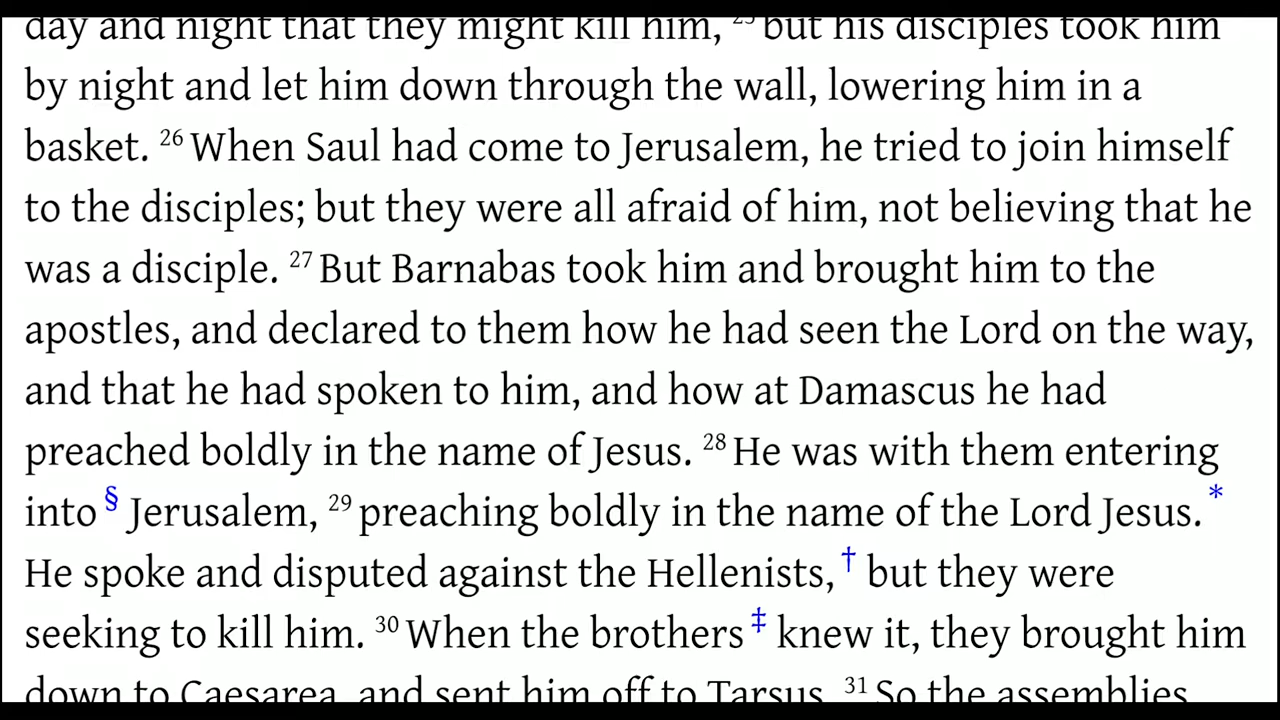 day and night that they might kill him, 25 but his disciples took him
by night and let him down through the wall, lowering him in a
basket. 26 When Saul had come to Jerusalem, he tried to join himself
to the disciples; but they were all afraid of him, not believing that he
was a disciple. 27 But Barnabas took him and brought him to the
apostles, and declared to them how he had seen the Lord on the way,
and that he had spoken to him, and how at Damascus he had
preached boldly in the name of Jesus. 28 He was with them entering
into § Jerusalem, 29 preaching boldly in the name of the Lord Jesus. *
He spoke and disputed against the Hellenists, † but they were
seeking to kill him. 30 When the brothers ‡ knew it, they brought him
down to Caesarea, and sent him off to Tarsus. 31 So the assemblies